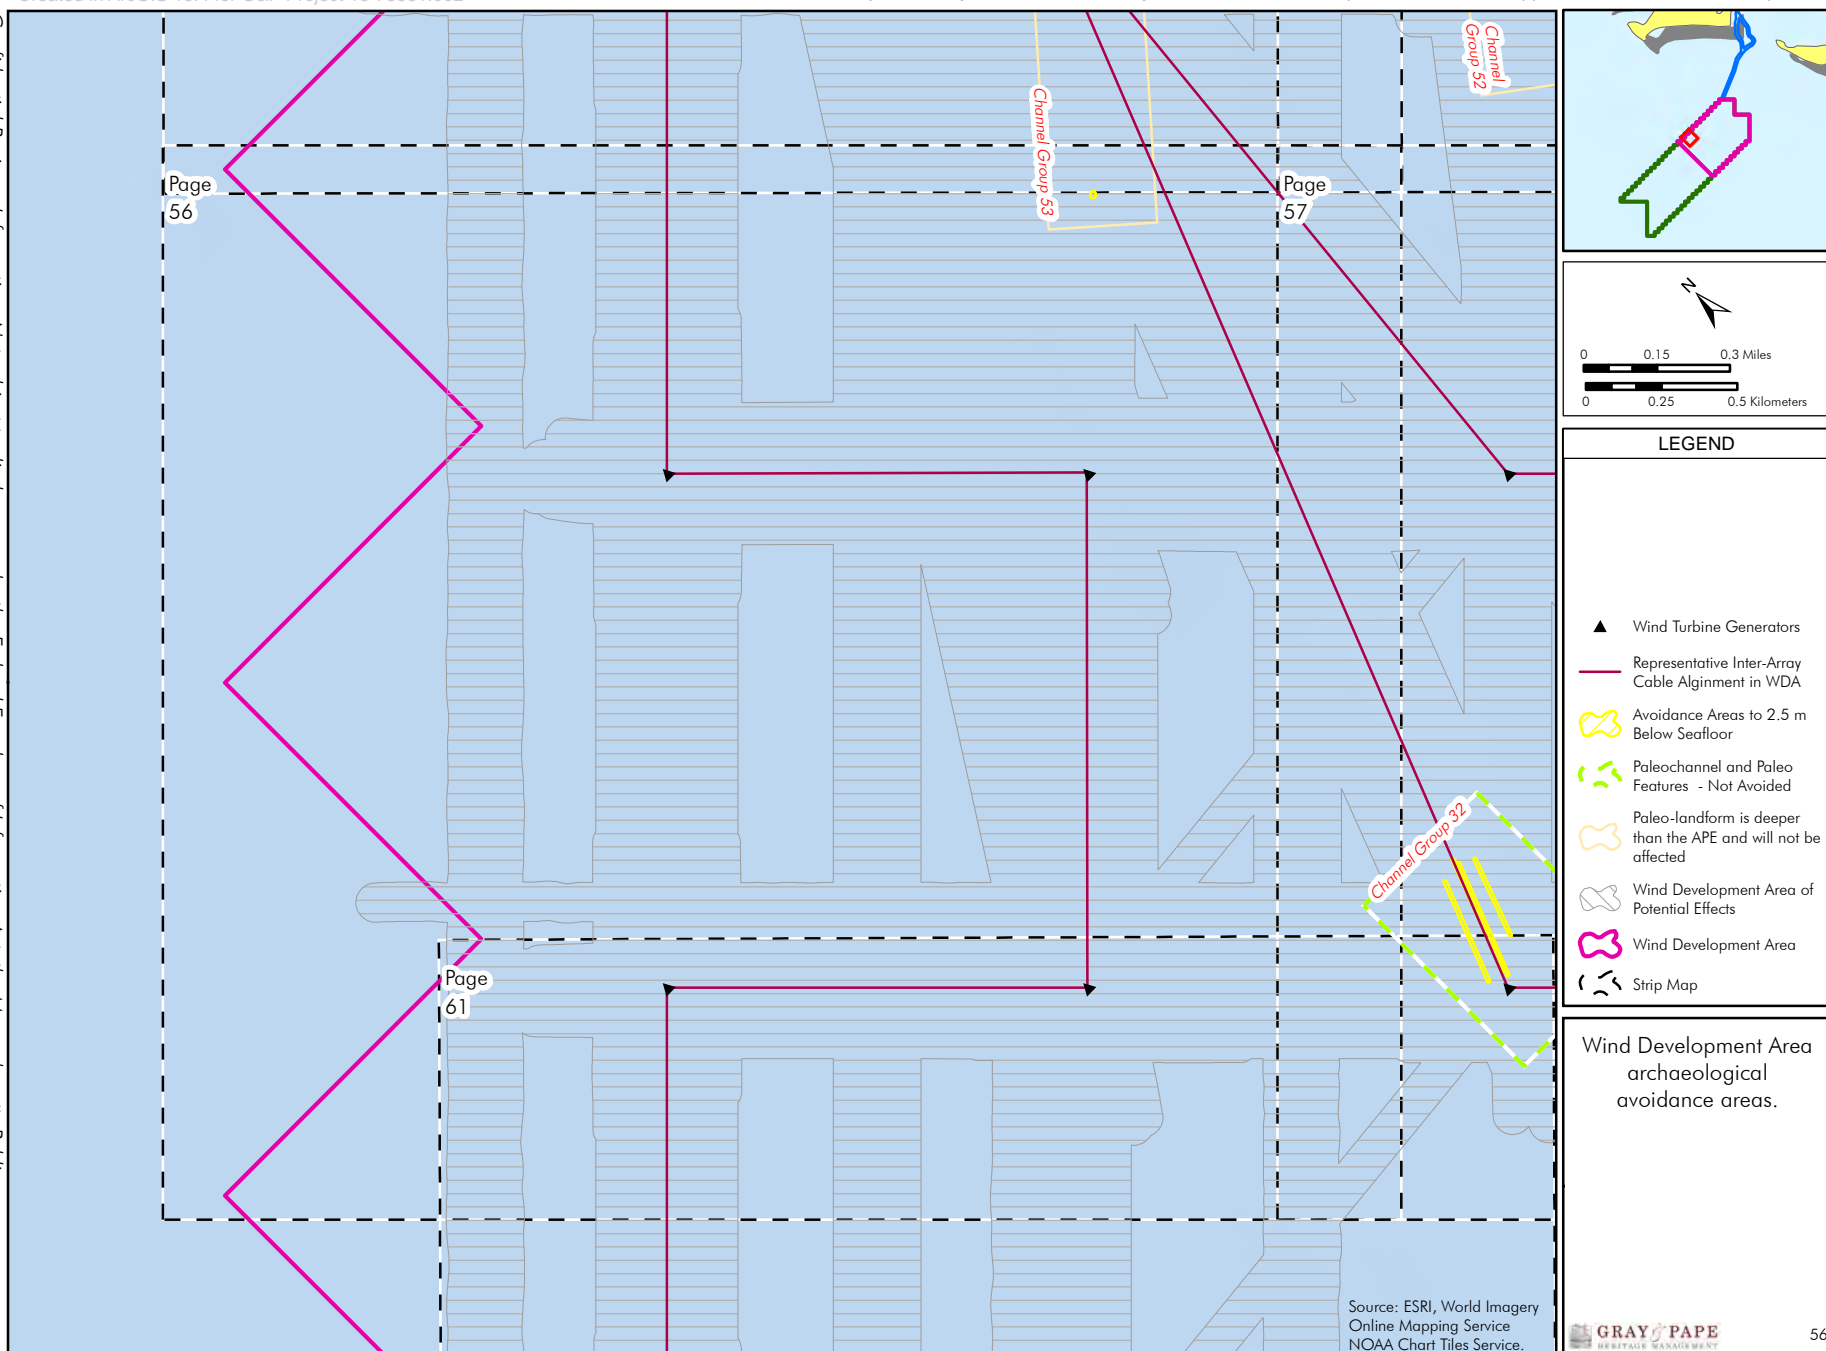 Channel
Group 52
Channel Group 53
Page
56
Page
57
Channel Group 32
Page
61
Source: ESRI, World Imagery
Online Mapping Service
NOAA Chart Tiles Service.
N
0 0.15 0.3 Miles
0 0.25 0.5 Kilometers
LEGEND
Wind Turbine Generators
Representative Inter-Array
Cable Alginment in WDA
Avoidance Areas to 2.5 m
Below Seafloor
Paleochannel and Paleo
Features - Not Avoided
Paleo-landform is deeper
than the APE and will not be
affected
Wind Development Area of
Potential Effects
Wind Development Area
Strip Map
Wind Development Area
archaeological
avoidance areas.
GRAY & PAPE
HERITAGE MANAGEMENT
56